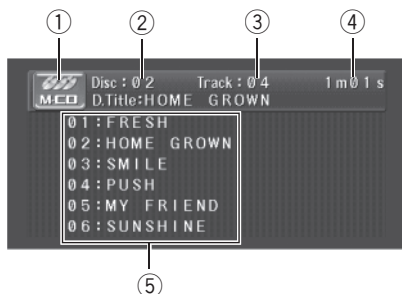 ① ② ③ ④
M-CD Disc:02 Track:04 1m01s
D.Title:HOME GROWN
01:FRESH
02:HOME GROWN
03:SMILE
04:PUSH
05:MY FRIEND
06:SUNSHINE
⑤